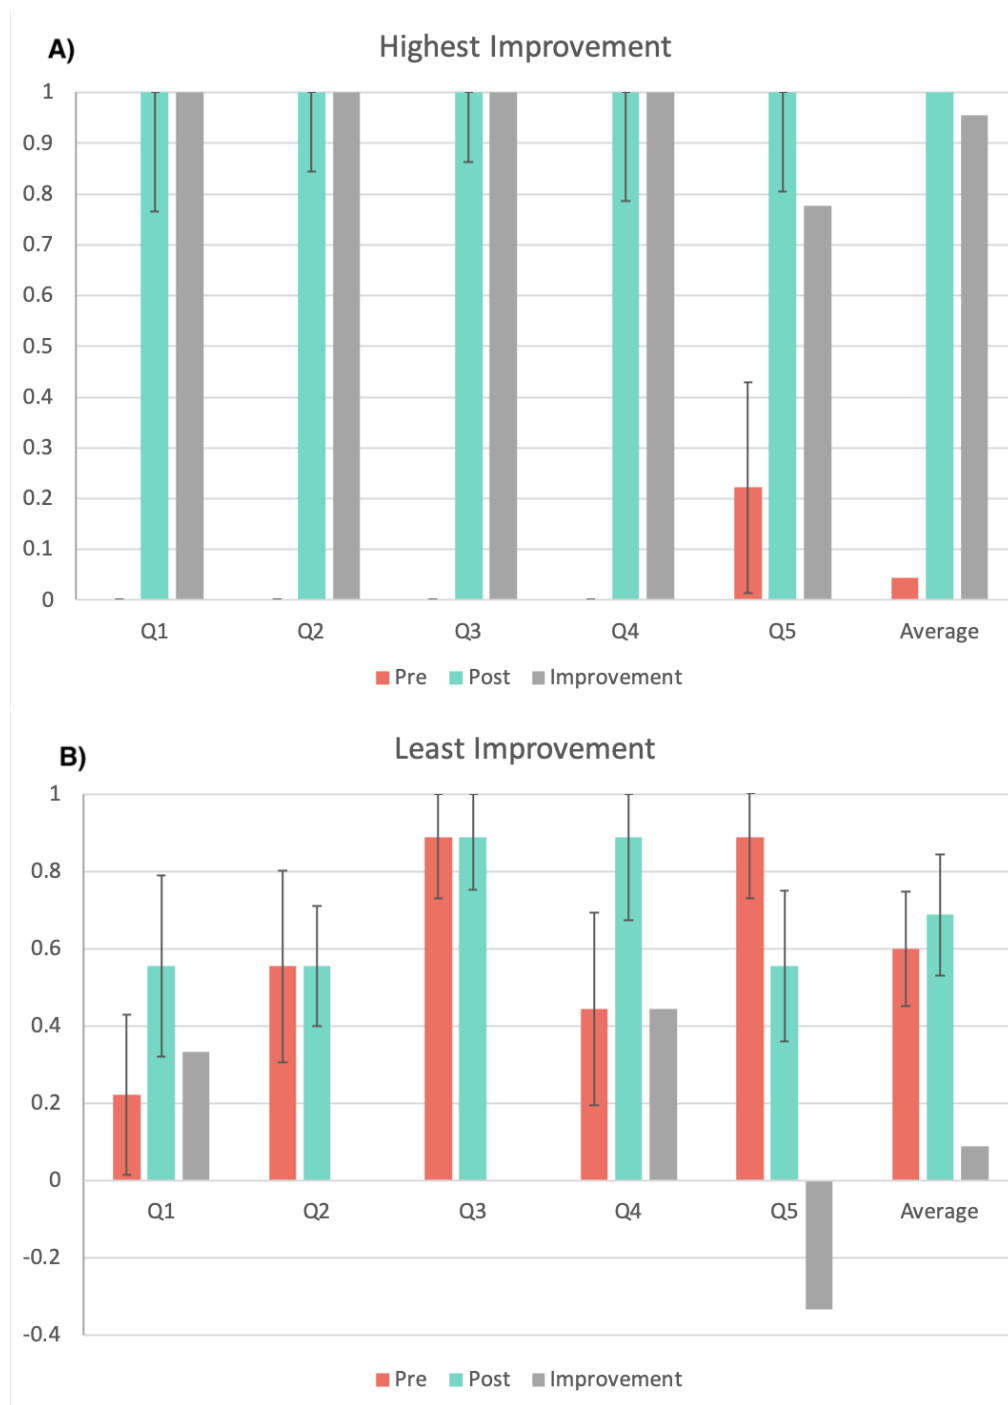 A)
Highest Improvement
1
0.9
0.8
0.7
0.6
0.5
0.4
0.3
0.2
0.1
0
Q1 Q2 Q3 Q4 Q5 Average
Pre Post Improvement
B)
Least Improvement
1
0.8
0.6
0.4
0.2
0
Q1 Q2 Q3 Q4 Q5 Average
-0.2
-0.4
Pre Post Improvement